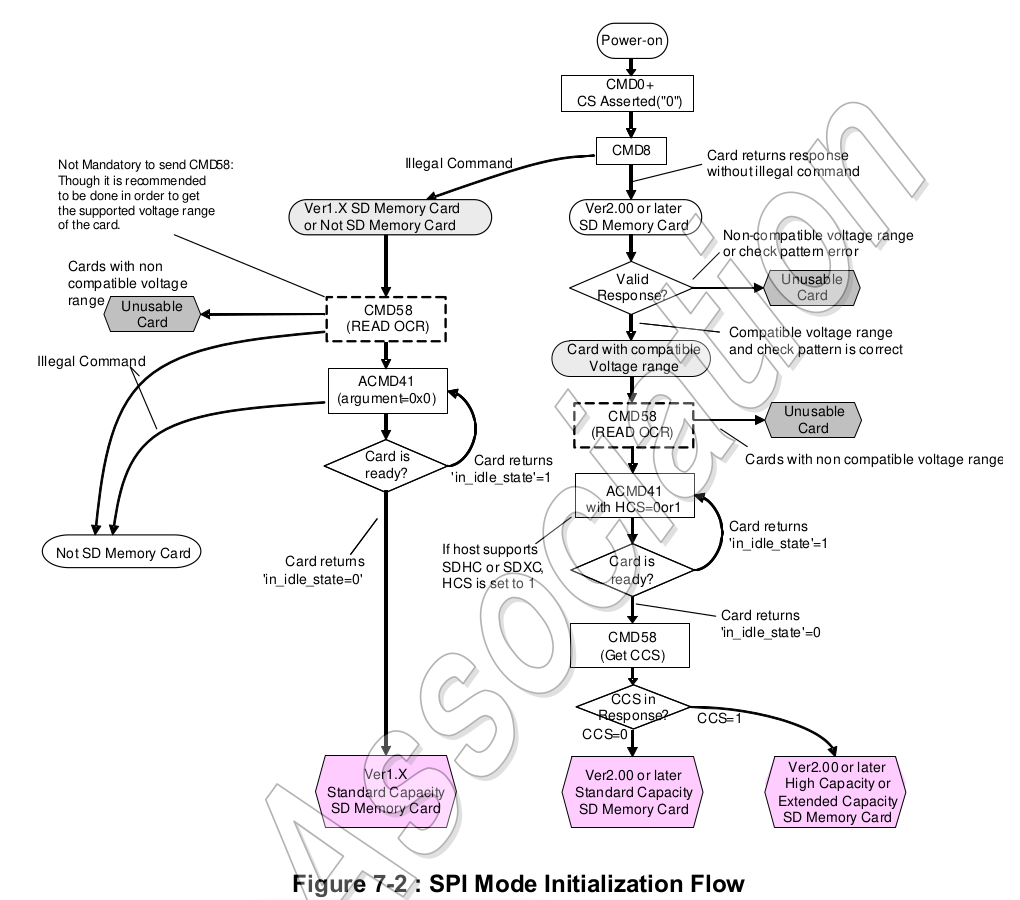 Power-on
CMD0+
CS Asserted("0")
CMD8
Illegal Command
Card returns response
without illegal command
Not Mandatory to send CMD58:
Though it is recommended
to be done in order to get
the supported voltage range
of the card.
Ver1.X SD Memory Card
or Not SD Memory Card
Ver2.00 or later
SD Memory Card
Non-compatible voltage range
or check pattern error
Cards with non
compatible voltage
range
Unusable
Card
CMD58
(READ OCR)
Valid
Response?
Unusable
Card
Compatible voltage range
and check pattern is correct
Illegal Command
Card with compatible
Voltage range
ACMD41
(argument=0x0)
CMD58
(READ OCR)
Unusable
Card
Cards with non compatible voltage range
Card is
ready?
Card returns
'in_idle_state'=1
ACMD41
with HCS=0or1
Card returns
'in_idle_state'=1
Not SD Memory Card
Card returns
'in_idle_state=0'
If host supports
SDHC or SDXC,
HCS is set to 1
Card is
ready?
Card returns
'in_idle_state'=0
CMD58
(Get CCS)
CCS in
Response?
CCS=0
CCS=1
Ver1.X
Standard Capacity
SD Memory Card
Ver2.00 or later
Standard Capacity
SD Memory Card
Ver2.00 or later
High Capacity or
Extended Capacity
SD Memory Card
Association
Figure 7-2 : SPI Mode Initialization Flow